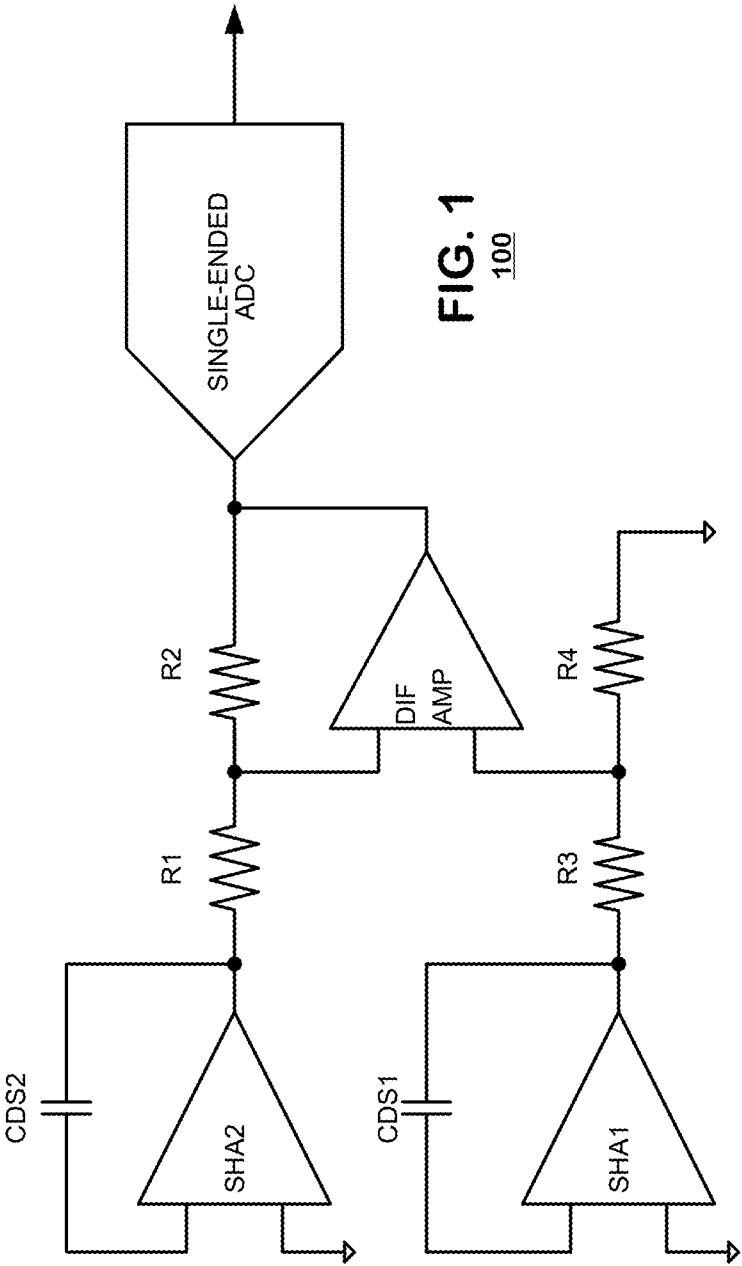 CDS2
SHA2
R1
R2
SINGLE-ENDED
ADC
DIF
AMP
CDS1
SHA1
R3
R4
FIG. 1
100